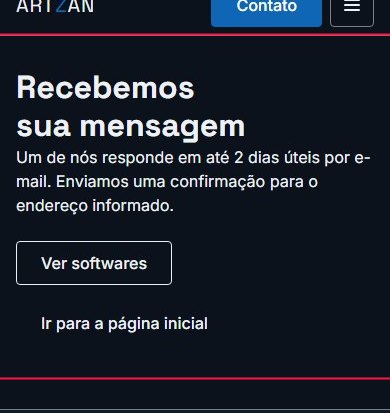 ARTZAN
Contato
Recebemos
sua mensagem
Um de nós responde em até 2 dias úteis por e-
mail. Enviamos uma confirmação para o
endereço informado.
Ver softwares
Ir para a página inicial